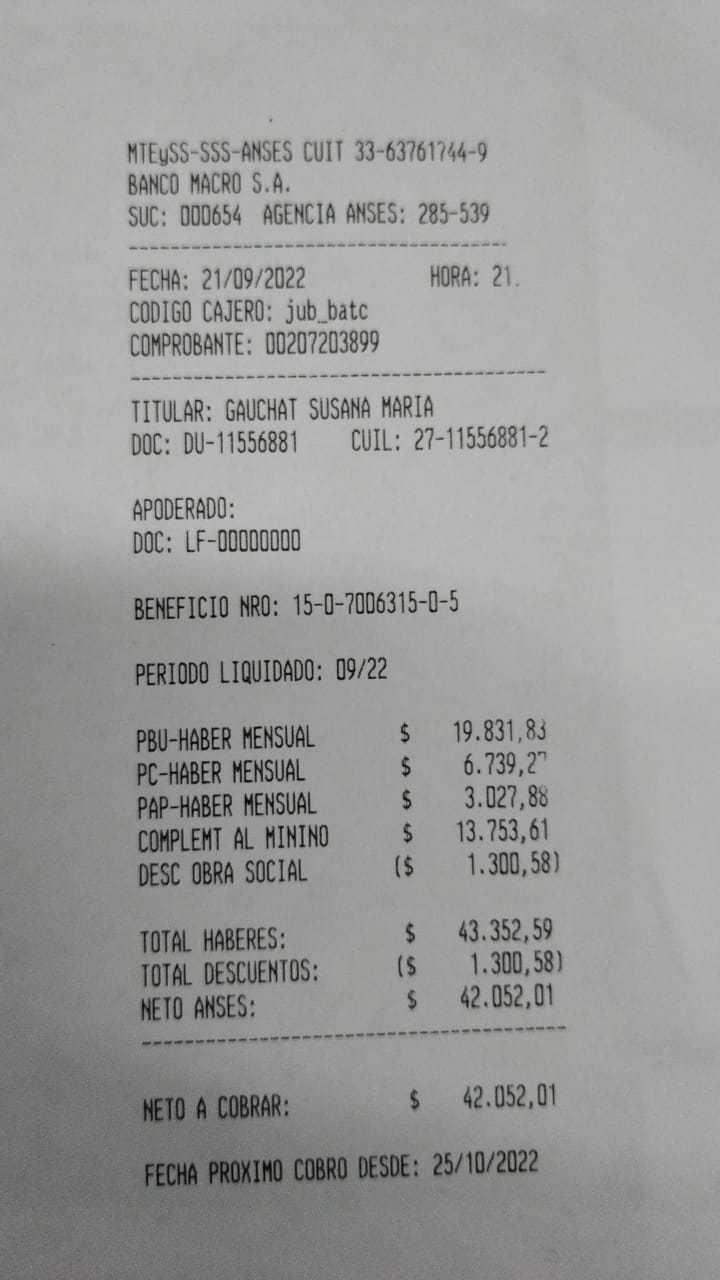 MTEySS-SSS-ANSES CUIT 33-63761744-9
BANCO MACRO S.A.
SUC: 000654 AGENCIA ANSES: 285-539
FECHA: 21/09/2022 HORA: 21.
CODIGO CAJERO: jub_batc
COMPROBANTE: 00207203899
TITULAR: GAUCHAT SUSANA MARIA
DOC: DU-11556881 CUIL: 27-11556881-2
APODERADO:
DOC: LF-00000000
BENEFICIO NRO: 15-0-7006315-0-5
PERIODO LIQUIDADO: 09/22
PBU-HABER MENSUAL $ 19.831,83
PC-HABER MENSUAL $ 6.739,27
PAP-HABER MENSUAL $ 3.027,88
COMPLEMT AL MININO $ 13.753,61
DESC OBRA SOCIAL ($ 1.300,58)
TOTAL HABERES: $ 43.352,59
TOTAL DESCUENTOS: ($ 1.300,58)
NETO ANSES: $ 42.052,01
NETO A COBRAR: $ 42.052,01
FECHA PROXIMO COBRO DESDE: 25/10/2022